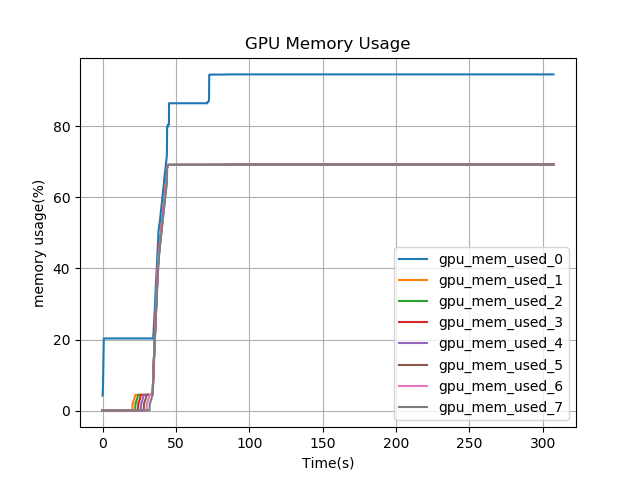 GPU Memory Usage
memory usage(%)
80
60
40
20
0
0 50 100 150 200 250 300
Time(s)
gpu_mem_used_0
gpu_mem_used_1
gpu_mem_used_2
gpu_mem_used_3
gpu_mem_used_4
gpu_mem_used_5
gpu_mem_used_6
gpu_mem_used_7